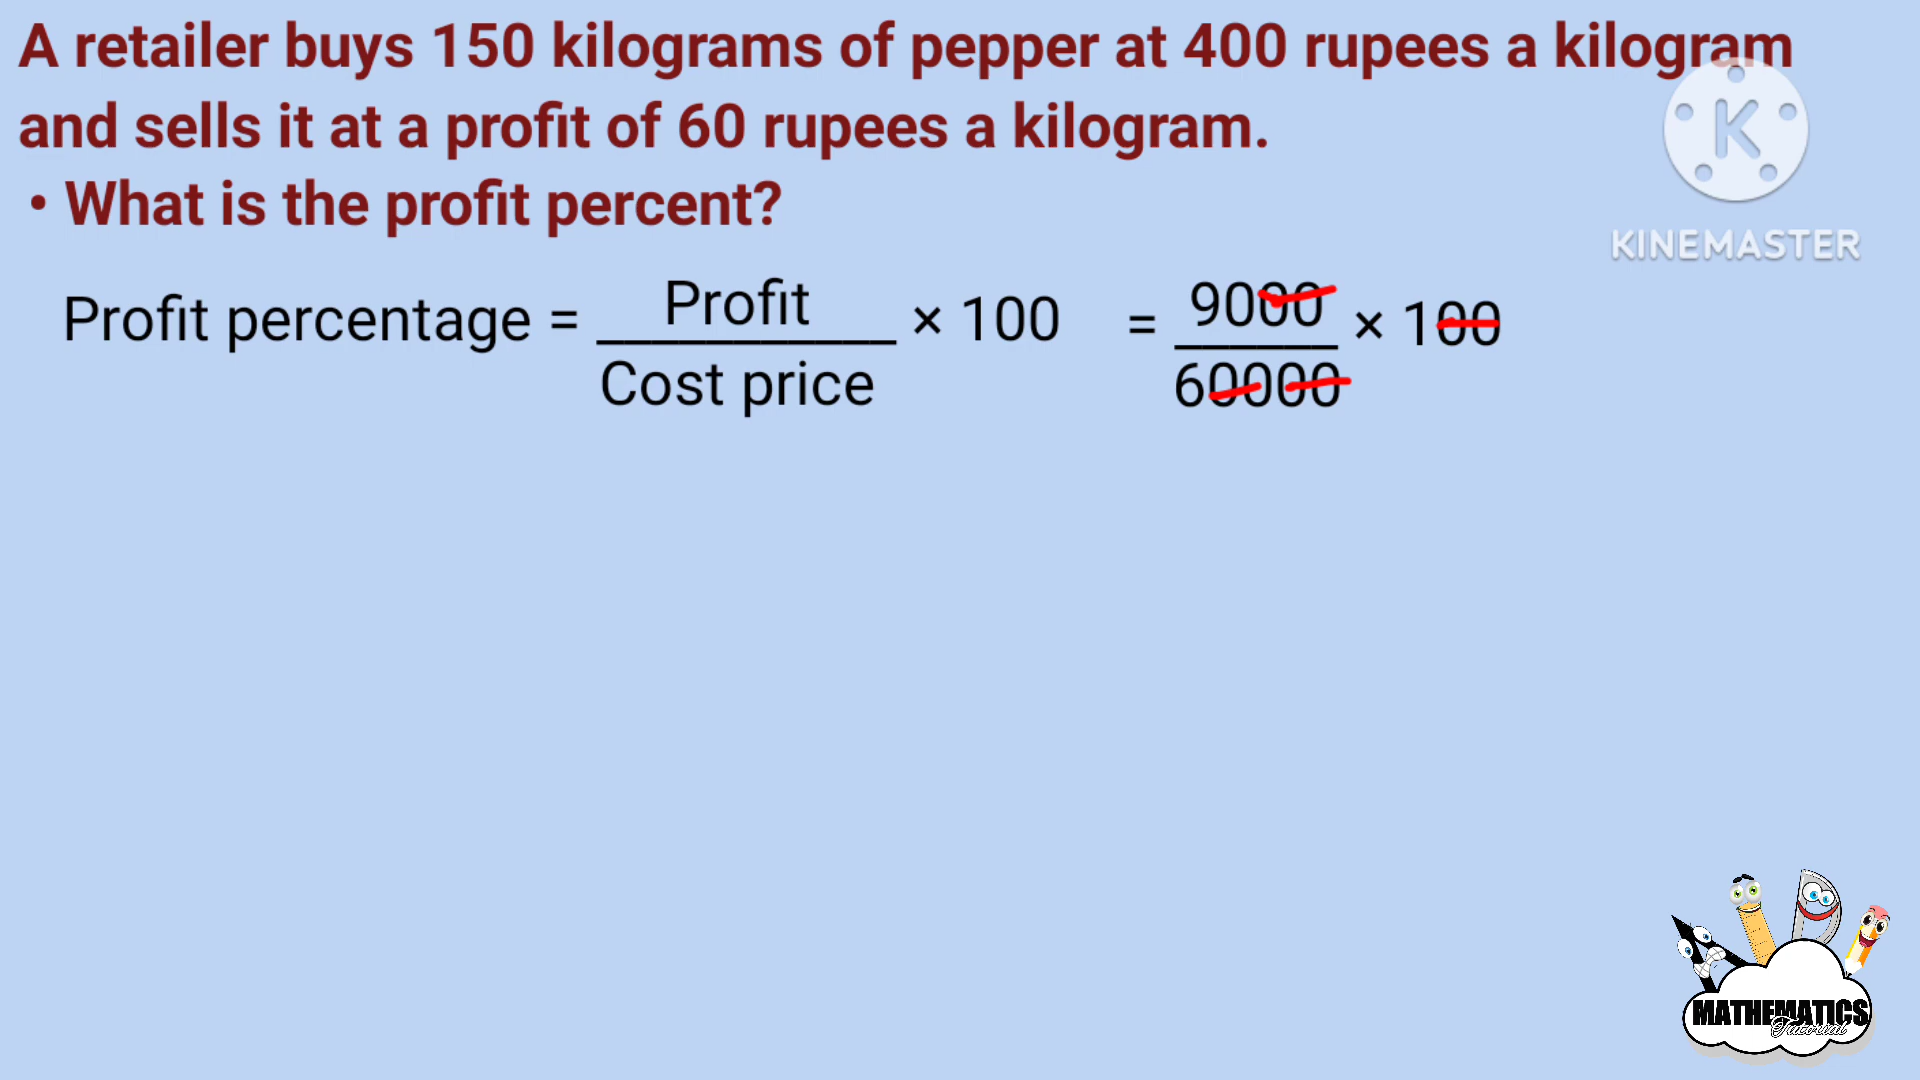 A retailer buys 150 kilograms of pepper at 400 rupees a kilogram
and sells it at a profit of 60 rupees a kilogram.
• What is the profit percent?
KINEMASTER
Profit percentage = Profit / Cost price × 100 = 9000 / 60000 × 100
MATHEMATICS
Tutorial